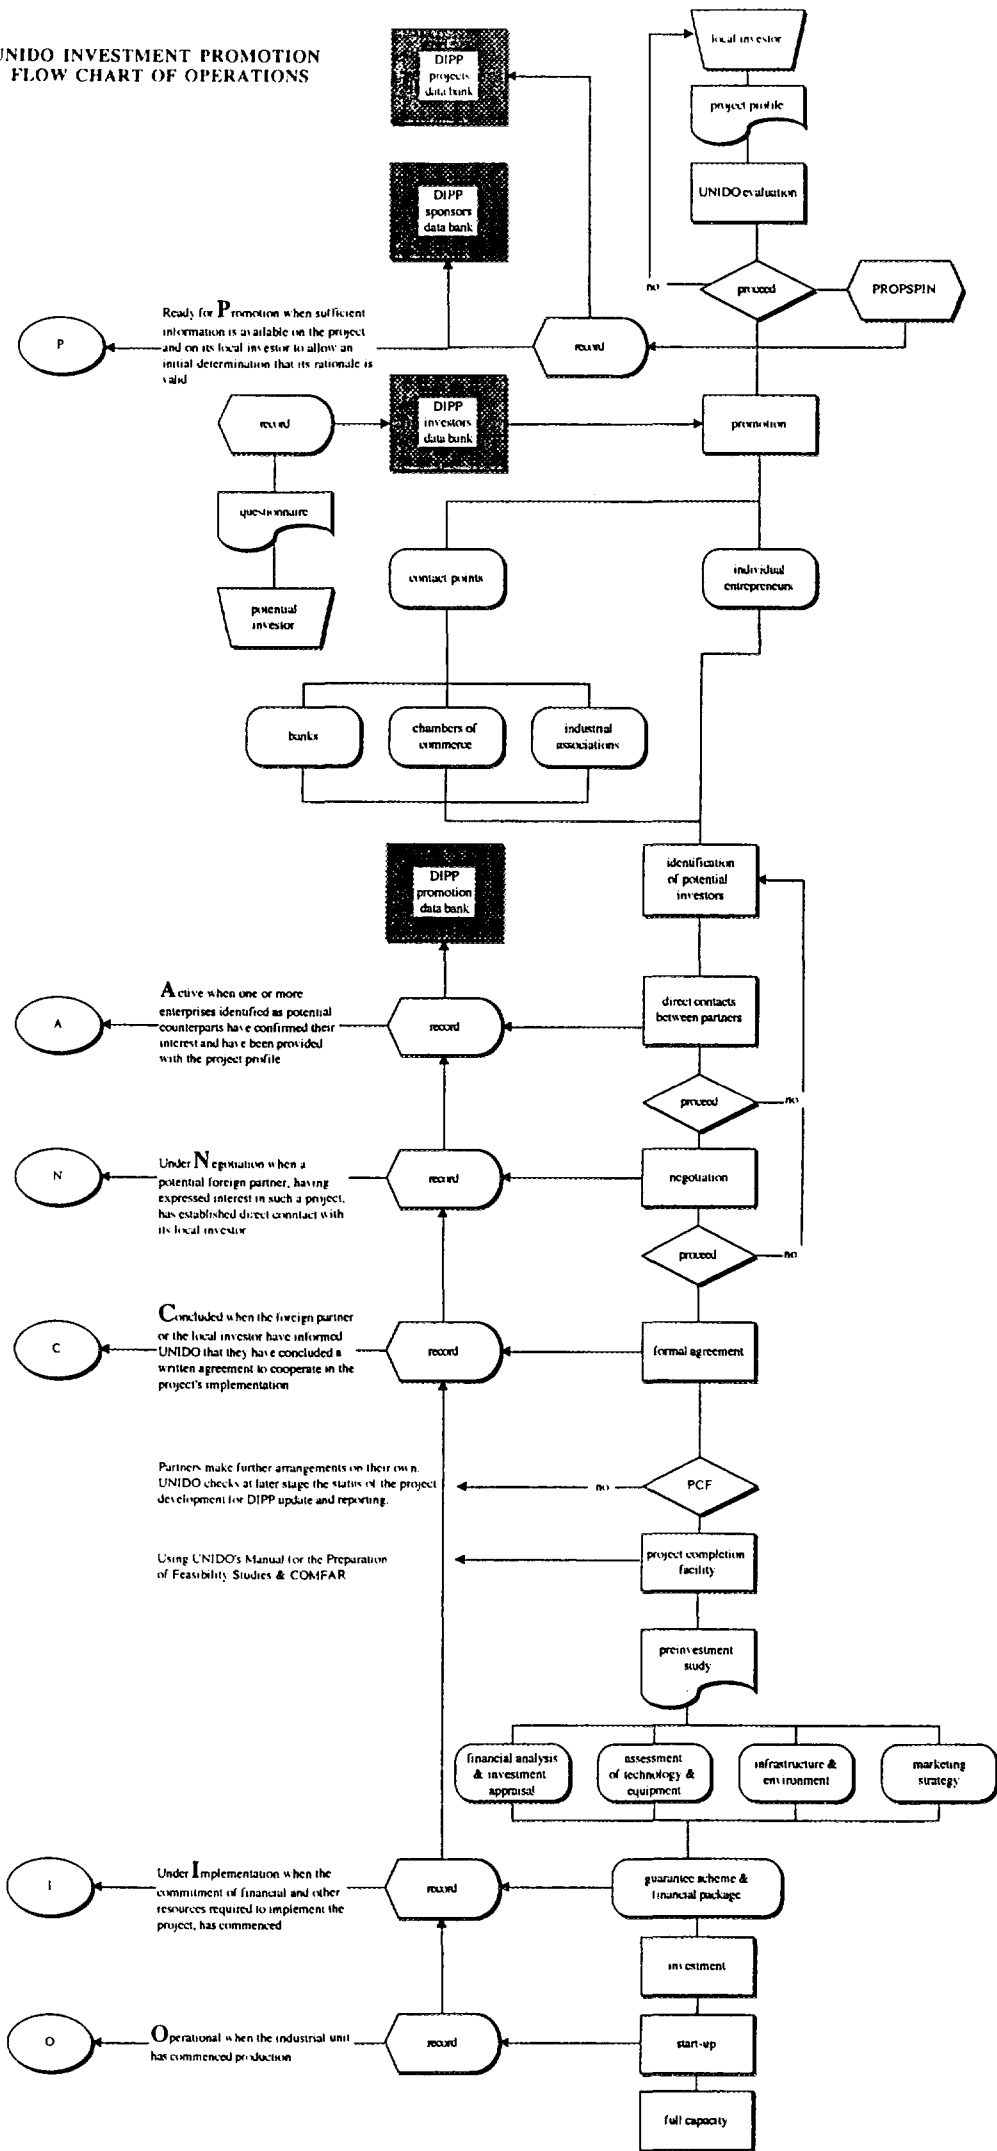 UNIDO INVESTMENT PROMOTION
FLOW CHART OF OPERATIONS
DIPP
projects
data bank
local investor
project profile
DIPP
sponsors
data bank
UNIDO evaluation
no
proceed
PROPSPIN
P
Ready for Promotion when sufficient
information is available on the project
and on its local investor to allow an
initial determination that its rationale is
valid
record
record
DIPP
investors
data bank
promotion
questionnaire
potential
investor
contact points
individual
entrepreneurs
banks
chambers of
commerce
industrial
associations
DIPP
promotion
data bank
identification
of potential
investors
A
Active when one or more
enterprises identified as potential
counterparts have confirmed their
interest and have been provided
with the project profile
record
direct contacts
between partners
proceed
no
N
Under Negotiation when a
potential foreign partner, having
expressed interest in such a project,
has established direct conntact with
its local investor
record
negotiation
proceed
no
C
Concluded when the foreign partner
or the local investor have informed
UNIDO that they have concluded a
written agreement to cooperate in the
project's implementation
record
formal agreement
Partners make further arrangements on their own.
UNIDO checks at later stage the status of the project
development for DIPP update and reporting.
no
PCF
Using UNIDO's Manual for the Preparation
of Feasibility Studies & COMFAR
project completion
facility
preinvestment
study
financial analysis
& investment
appraisal
assessment
of technology &
equipment
infrastructure &
environment
marketing
strategy
I
Under Implementation when the
commitment of financial and other
resources required to implement the
project, has commenced
record
guarantee scheme &
financial package
investment
O
Operational when the industrial unit
has commenced production
record
start-up
full capacity